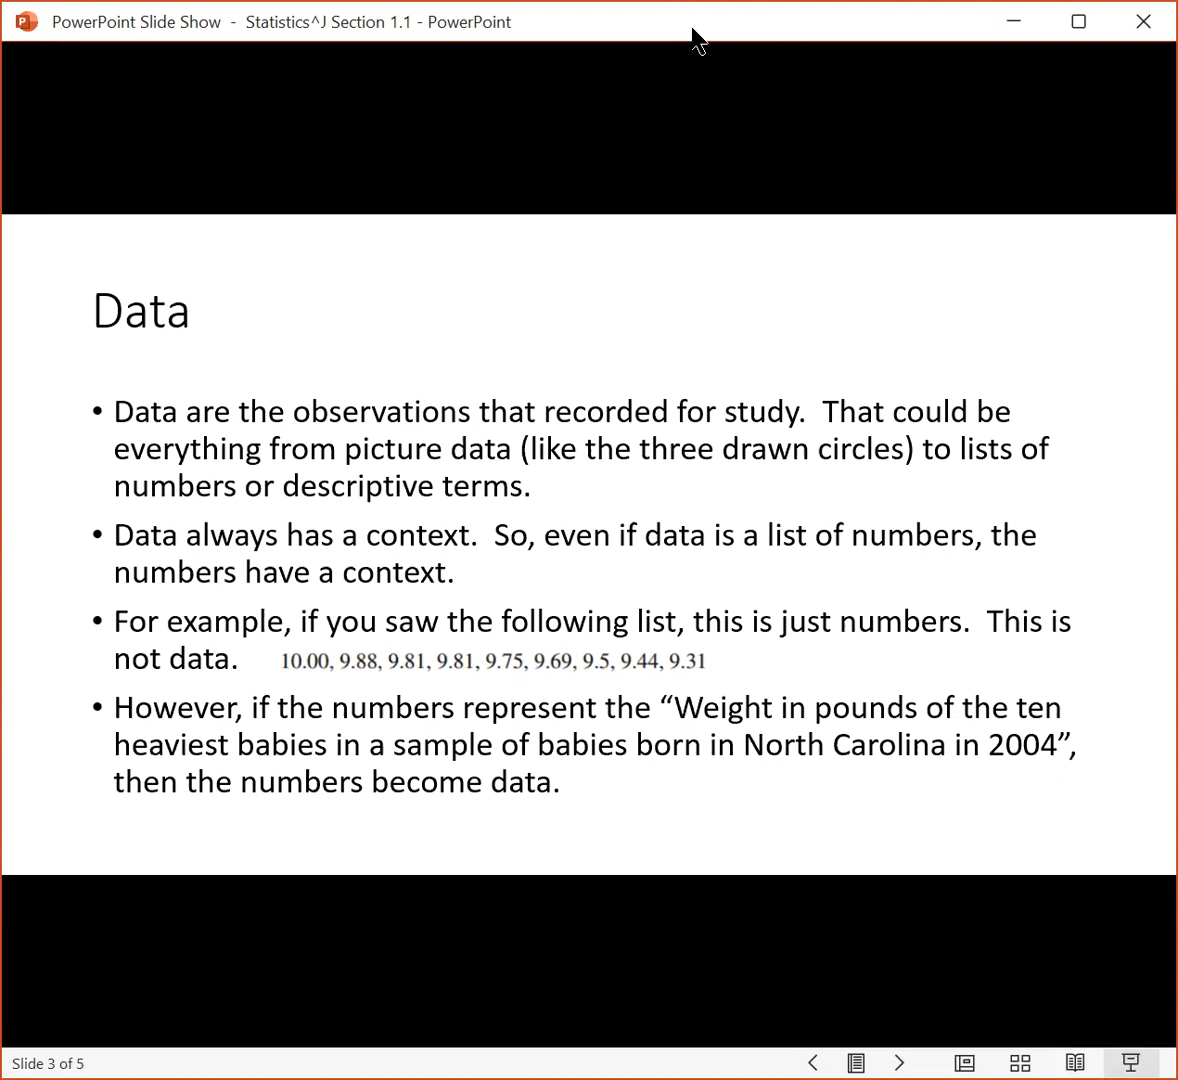 PowerPoint Slide Show - Statistics^J Section 1.1 - PowerPoint
Data
• Data are the observations that recorded for study. That could be
everything from picture data (like the three drawn circles) to lists of
numbers or descriptive terms.
• Data always has a context. So, even if data is a list of numbers, the
numbers have a context.
• For example, if you saw the following list, this is just numbers. This is
not data. 10.00, 9.88, 9.81, 9.81, 9.75, 9.69, 9.5, 9.44, 9.31
• However, if the numbers represent the “Weight in pounds of the ten
heaviest babies in a sample of babies born in North Carolina in 2004”,
then the numbers become data.
Slide 3 of 5